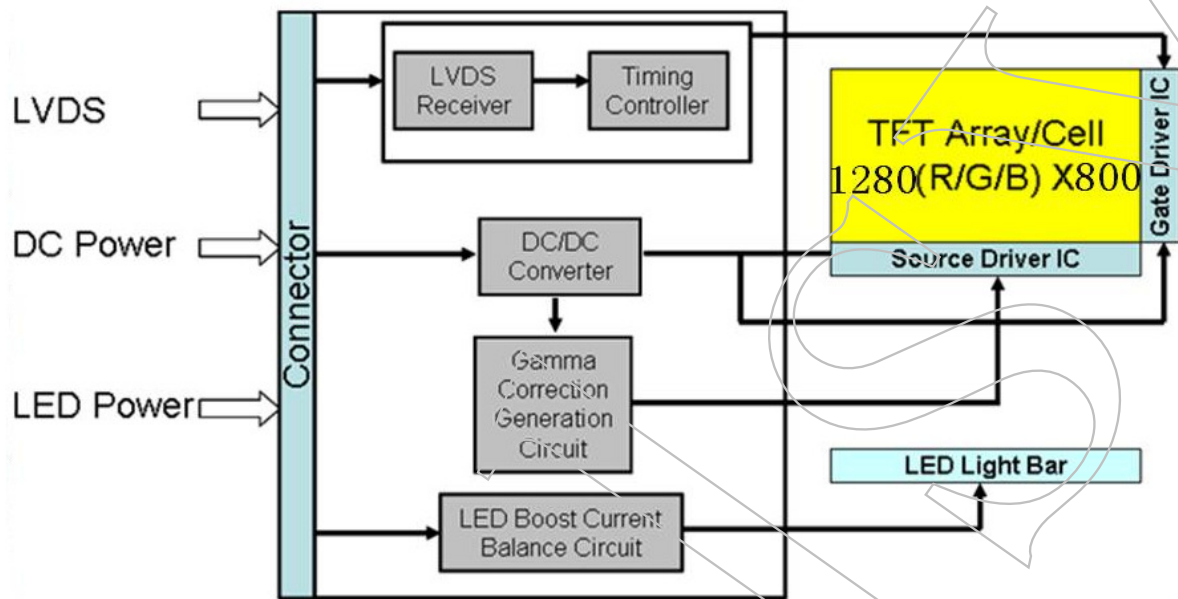 LVDS
DC Power
LED Power
Connector
LVDS
Receiver
Timing
Controller
DC/DC
Converter
Gamma
Correction
Generation
Circuit
LED Boost Current
Balance Circuit
TFT Array/Cell
1280(R/G/B) X800
Gate Driver IC
Source Driver IC
LED Light Bar